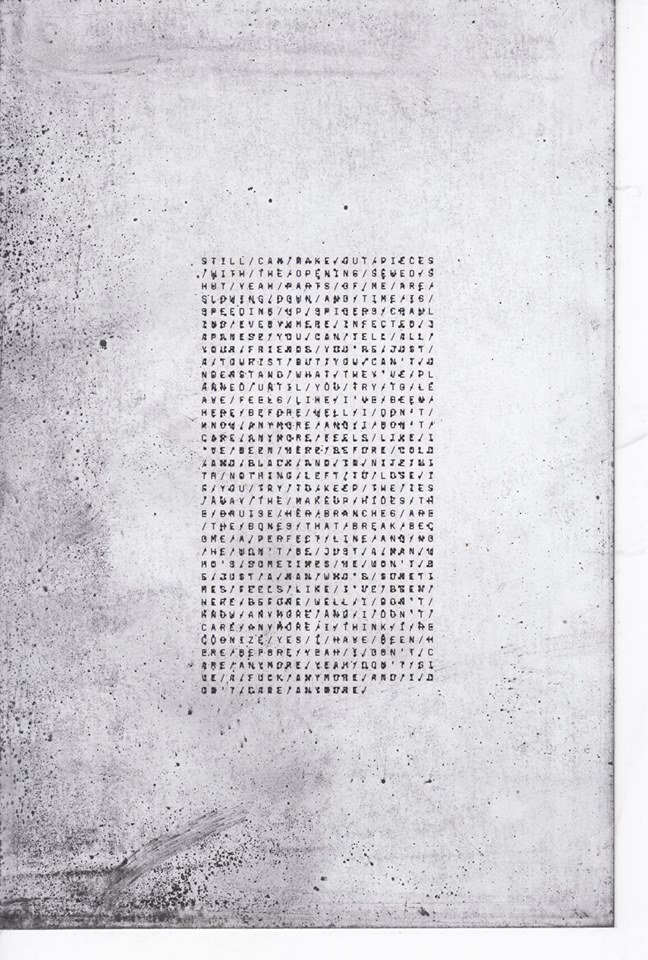 STILL/CAN/MAKE/OUT/PIECES
/WITH/THE/OPENING/SEWED/S
HUT/YEAH/PARTS/OF/ME/ARE/
SLOWING/DOWN/AND/TIME/IS/
SPEEDING/UP/SPIDERS/CRAWL
IND/EVERYWHERE/INFECTED/J
APANESE/YOU/CAN/TELL/ALL/
YOUR/FRIENDS/YOU'RE/JUST/
A/TOURIST/BUT/YOU/CAN'T/U
NDERSTAND/WHAT/THEY'VE/PL
ANNED/UNTIL/YOU/TRY/TO/LE
AVE/FEELS/LIKE/I'VE/BEEN/
HERE/BEFORE/WELL/I/DON'T/
KNOW/ANYMORE/AND/I/DON'T/
CARE/ANYMORE/FEELS/LIKE/I
'VE/BEEN/HERE/BEFORE/COLD
/AND/BLACK/AND/IN/NITE/NI
TH/NOTHING/LEFT/TO/LOSE/I
F/YOU/TRY/TO/KEEP/THE/IES
/AWAY/THE/MAKEUP/HIDES/TH
E/BRUISE/HER/BRANCHES/ARE
/THE/BONES/THAT/BREAK/BEC
OME/A/PERFECT/LINE/AND/NO
/HE/WON'T/BE/JUST/A/MAN/W
HO'S/SOMETIMES/HE/WON'T/B
E/JUST/A/MAN/WHO'S/SOMETI
MES/FEELS/LIKE/I'VE/BEEN/
HERE/BEFORE/WELL/I/DON'T/
KNOW/ANYMORE/AND/I/DON'T/
CARE/ANYMORE/I/THINK/I/RE
COGNIZE/YES/I/HAVE/BEEN/H
ERE/BEFORE/YEAH/I/DON'T/C
ARE/ANYMORE/YEAH/DON'T/GI
VE/A/FUCK/ANYMORE/AND/I/D
ON'T/CARE/ANYMORE/